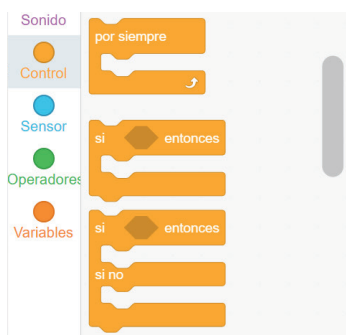 Sonido
Control
Sensor
Operadores
Variables
por siempre
si entonces
si entonces
si no